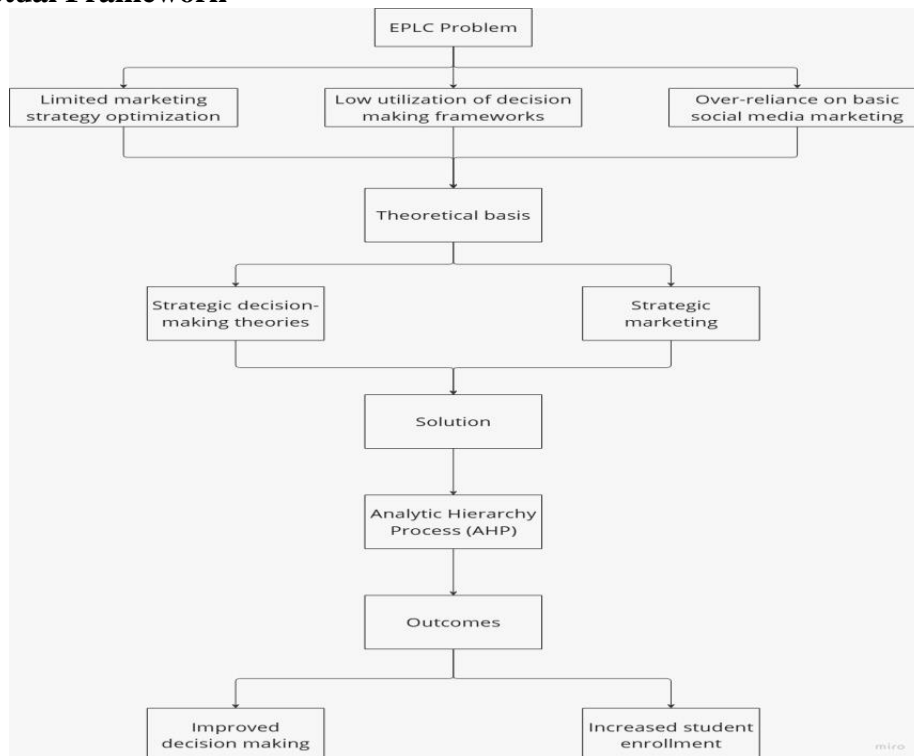 EPLC Problem
Limited marketing
strategy optimization
Low utilization of decision
making frameworks
Over-reliance on basic
social media marketing
Theoretical basis
Strategic decision-
making theories
Strategic
marketing
Solution
Analytic Hierarchy
Process (AHP)
Outcomes
Improved
decision making
Increased student
enrollment
miro